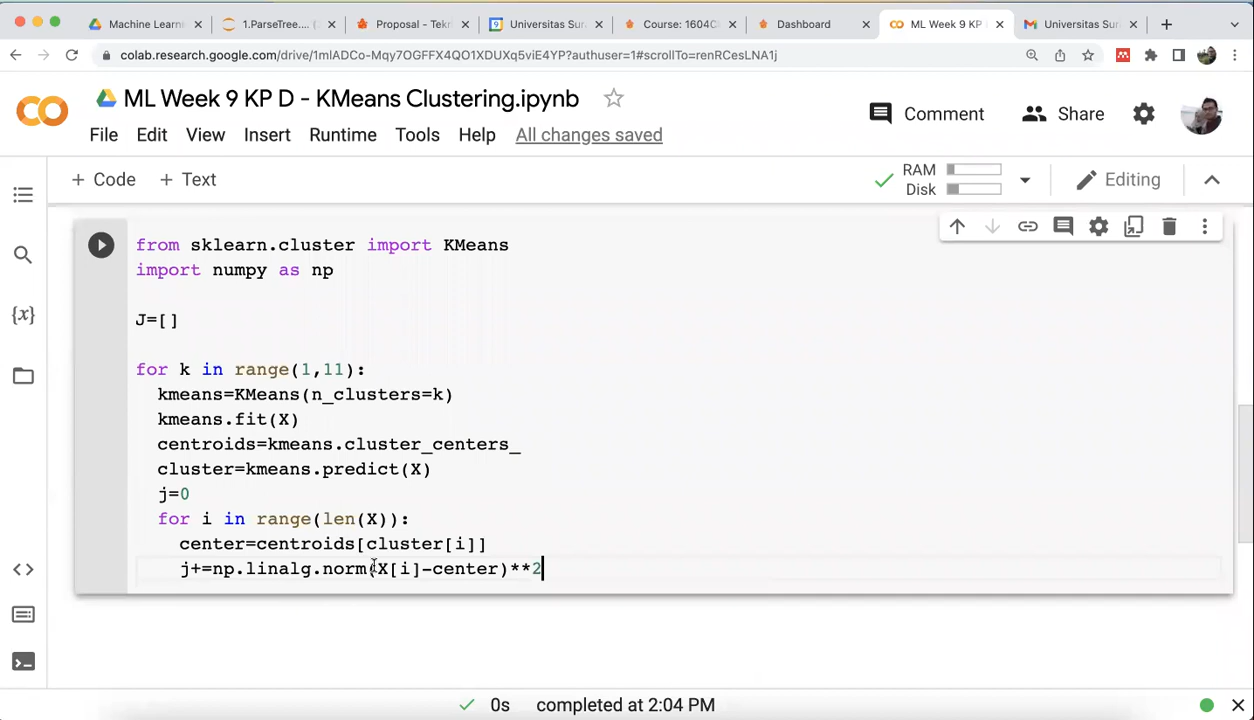 Machine Learni
1.ParseTree....
Proposal - Tekn
Universitas Sur
Course: 1604C
Dashboard
ML Week 9 KP
Universitas Sur
colab.research.google.com/drive/1mlADCo-Mqy7OGFFX4QO1XDUXq5viE4YP?authuser=1#scrollTo=renRCesLNA1j
ML Week 9 KP D - KMeans Clustering.ipynb
Comment
Share
File Edit View Insert Runtime Tools Help All changes saved
+ Code + Text
RAM
Disk
Editing
from sklearn.cluster import KMeans
import numpy as np
J=[]
for k in range(1,11):
kmeans=KMeans(n_clusters=k)
kmeans.fit(X)
centroids=kmeans.cluster_centers_
cluster=kmeans.predict(X)
j=0
for i in range(len(X)):
center=centroids[cluster[i]]
j+=np.linalg.norm(X[i]-center)**2
0s completed at 2:04 PM